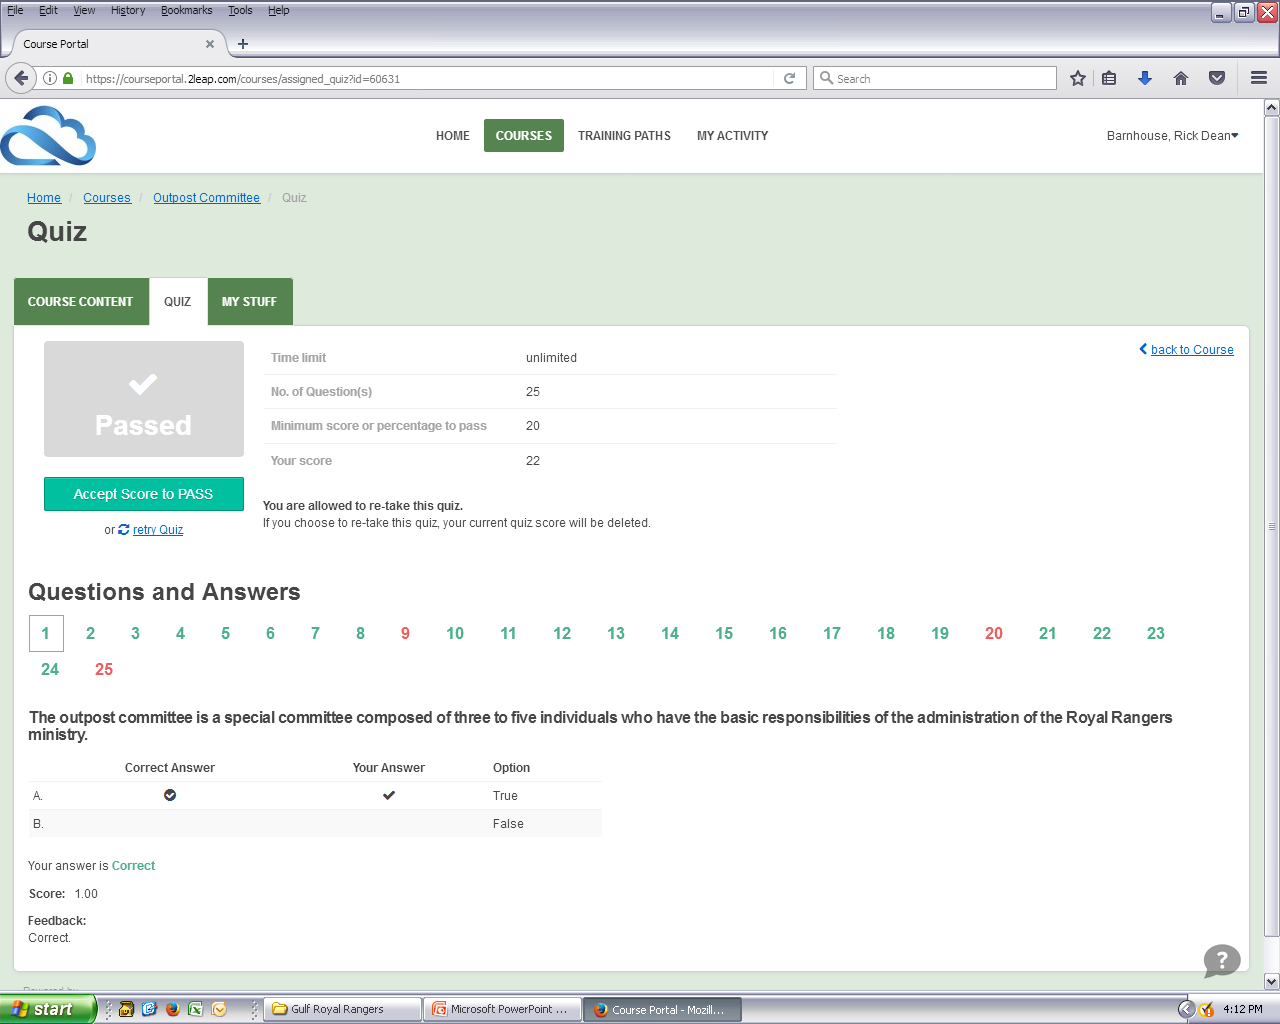 File Edit View History Bookmarks Tools Help
Course Portal
https://courseportal.2leap.com/courses/assigned_quiz?id=60631
Search
HOME COURSES TRAINING PATHS MY ACTIVITY
Barnhouse, Rick Dean
Home / Courses / Outpost Committee / Quiz
Quiz
COURSE CONTENT QUIZ MY STUFF
back to Course
Passed
Time limit unlimited
No. of Question(s) 25
Minimum score or percentage to pass 20
Your score 22
Accept Score to PASS
or retry Quiz
You are allowed to re-take this quiz.
If you choose to re-take this quiz, your current quiz score will be deleted.
Questions and Answers
1 2 3 4 5 6 7 8 9 10 11 12 13 14 15 16 17 18 19 20 21 22 23
24 25
The outpost committee is a special committee composed of three to five individuals who have the basic responsibilities of the administration of the Royal Rangers
ministry.
Correct Answer Your Answer Option
A. True
B. False
Your answer is Correct
Score: 1.00
Feedback:
Correct.
?
Powered by
start
Gulf Royal Rangers
Microsoft PowerPoint ...
Course Portal - Mozill...
4:12 PM